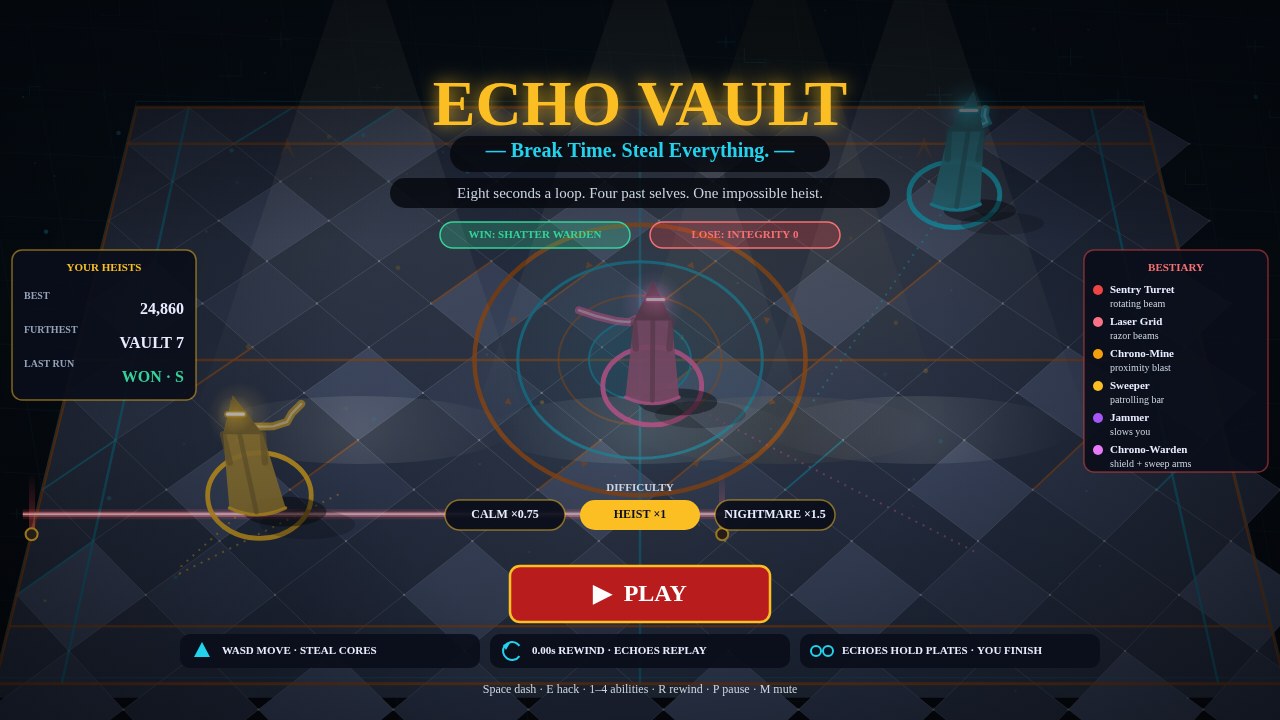 ECHO VAULT
— Break Time. Steal Everything. —
Eight seconds a loop. Four past selves. One impossible heist.
WIN: SHATTER WARDEN
LOSE: INTEGRITY 0
YOUR HEISTS
BEST
24,860
FURTHEST
VAULT 7
LAST RUN
WON · S
BESTIARY
Sentry Turret
rotating beam
Laser Grid
razor beams
Chrono-Mine
proximity blast
Sweeper
patrolling bar
Jammer
slows you
Chrono-Warden
shield + sweep arms
DIFFICULTY
CALM ×0.75
HEIST ×1
NIGHTMARE ×1.5
▶ PLAY
WASD MOVE · STEAL CORES
0.00s REWIND · ECHOES REPLAY
ECHOES HOLD PLATES · YOU FINISH
Space dash · E hack · 1–4 abilities · R rewind · P pause · M mute